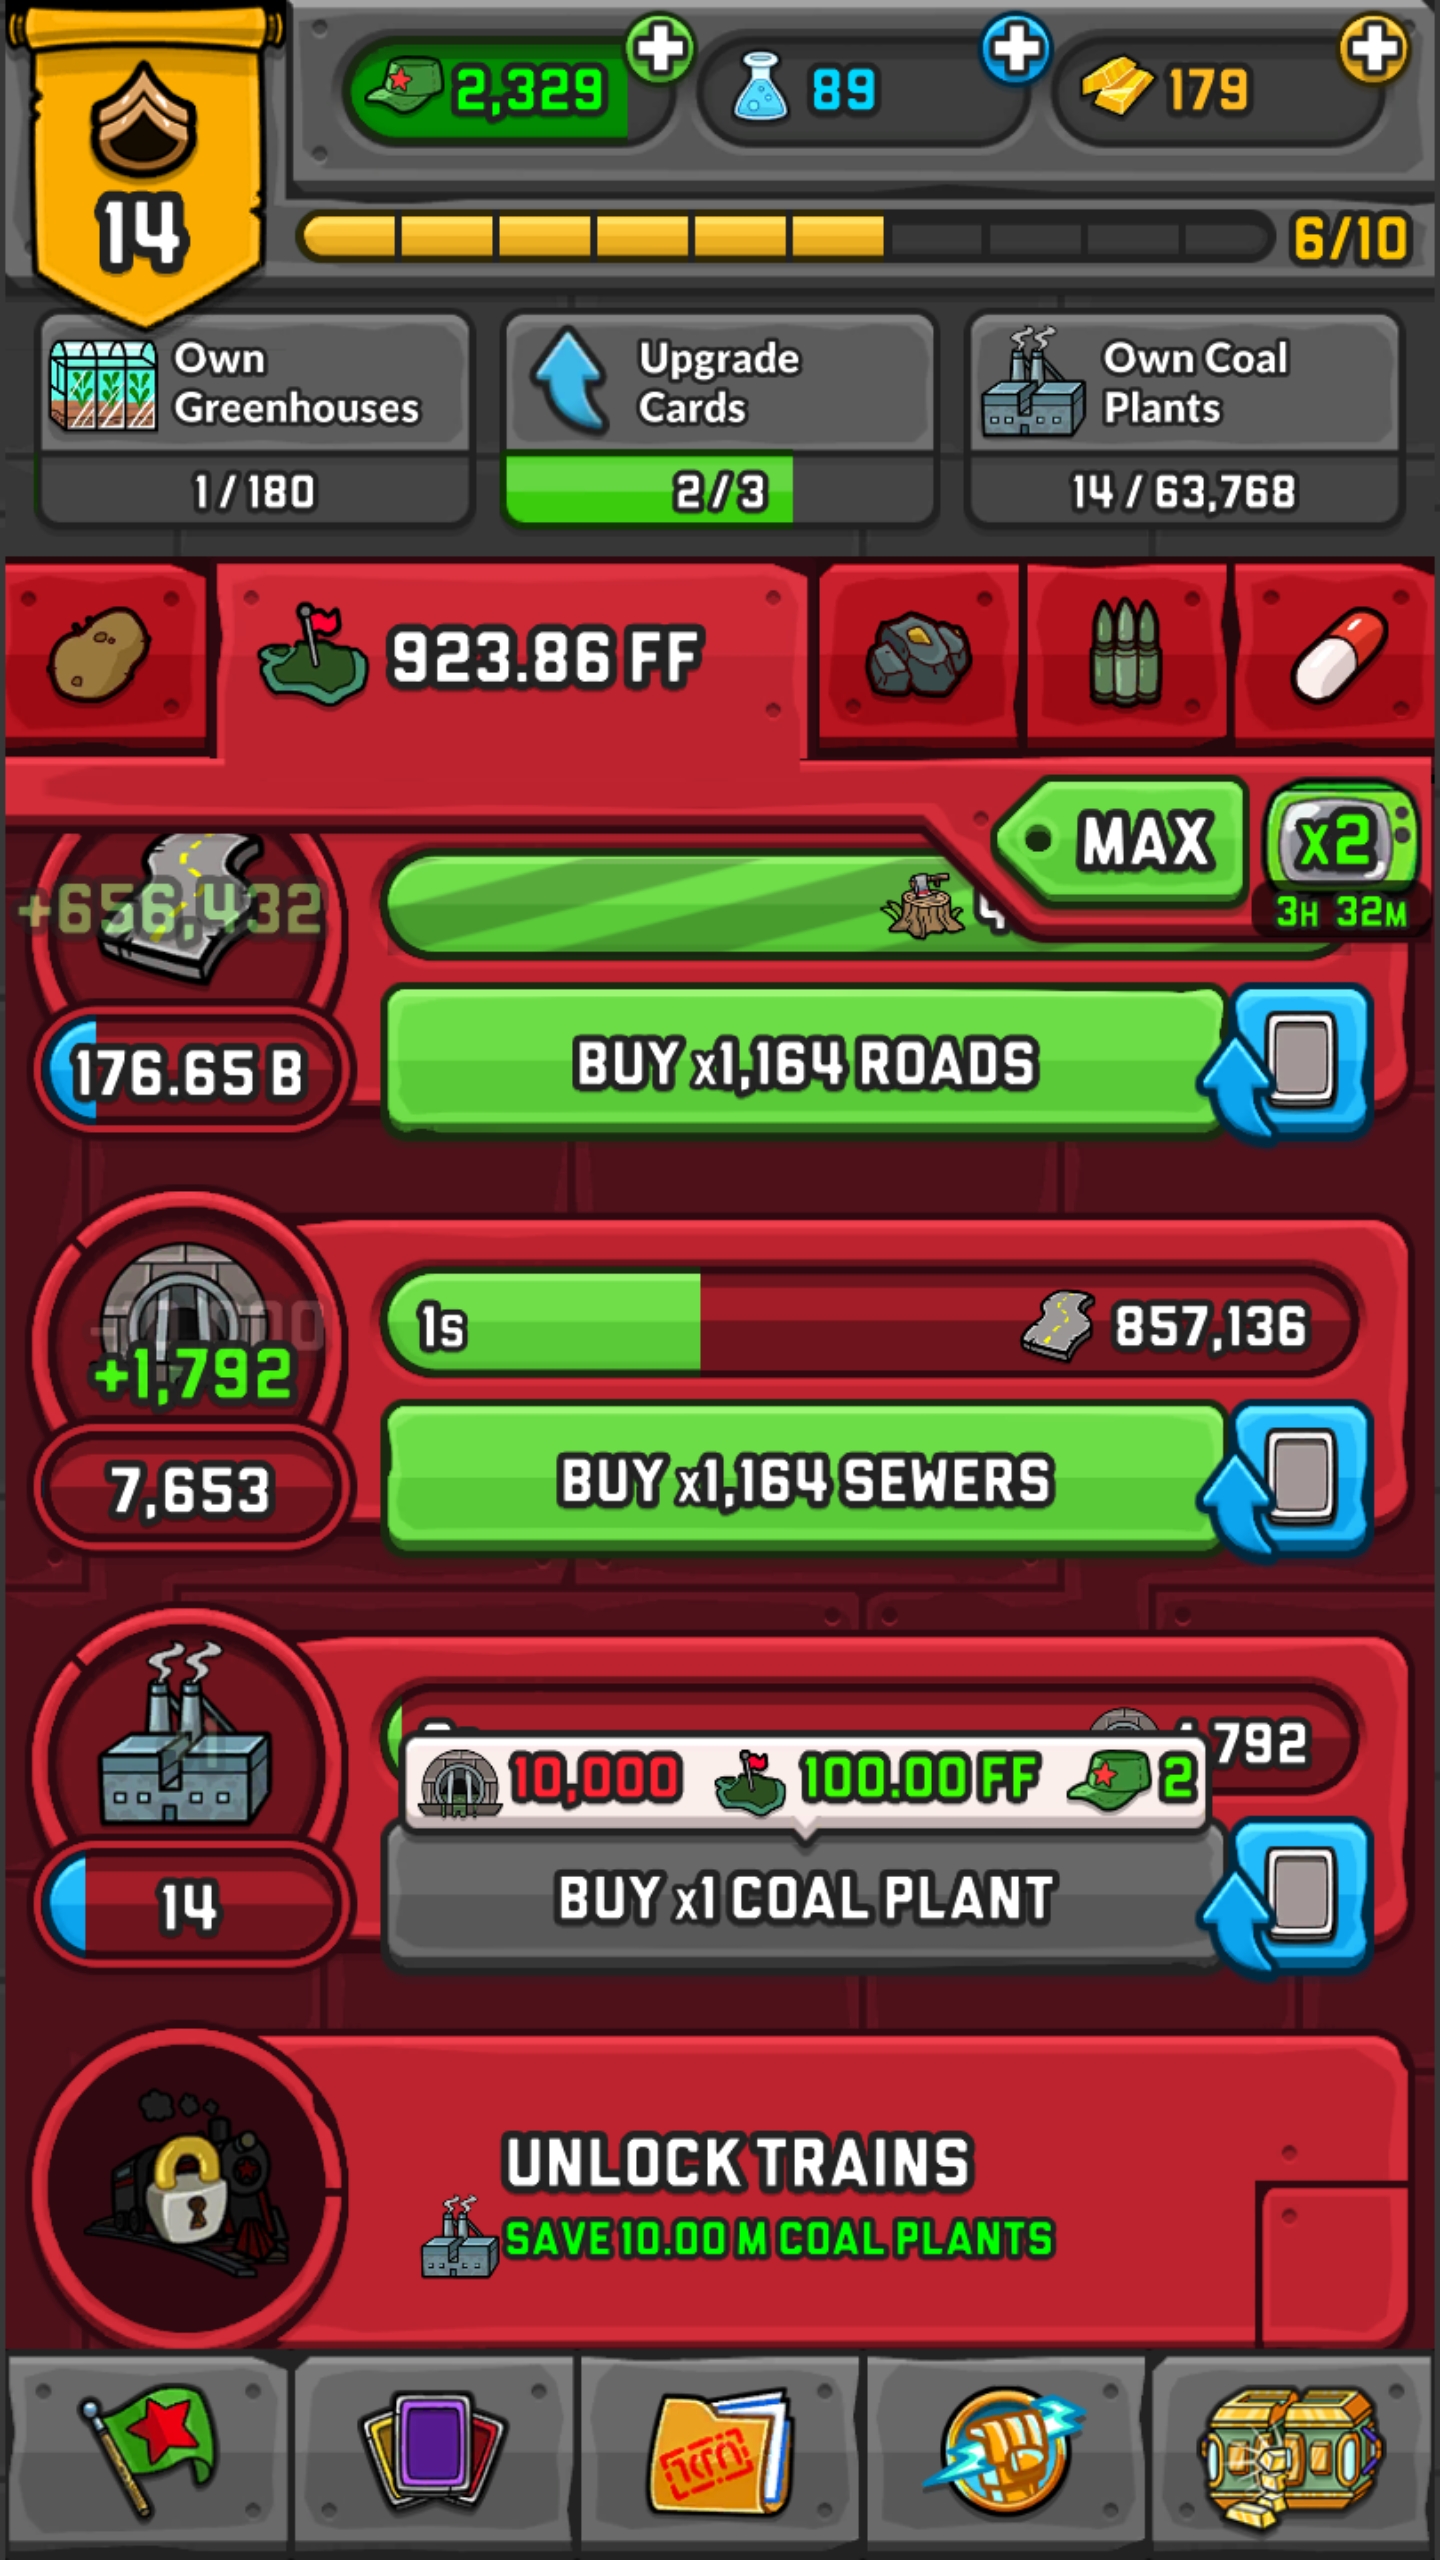 2,329
89
179
14
6/10
Own
Greenhouses
1 / 180
Upgrade
Cards
2 / 3
Own Coal
Plants
14 / 63,768
923.86 FF
MAX
x2
3H 32M
+656,432
176.65 B
BUY x1,164 ROADS
1s
857,136
+1,792
7,653
BUY x1,164 SEWERS
792
10,000
100.00 FF
2
14
BUY x1 COAL PLANT
UNLOCK TRAINS
SAVE 10.00 M COAL PLANTS